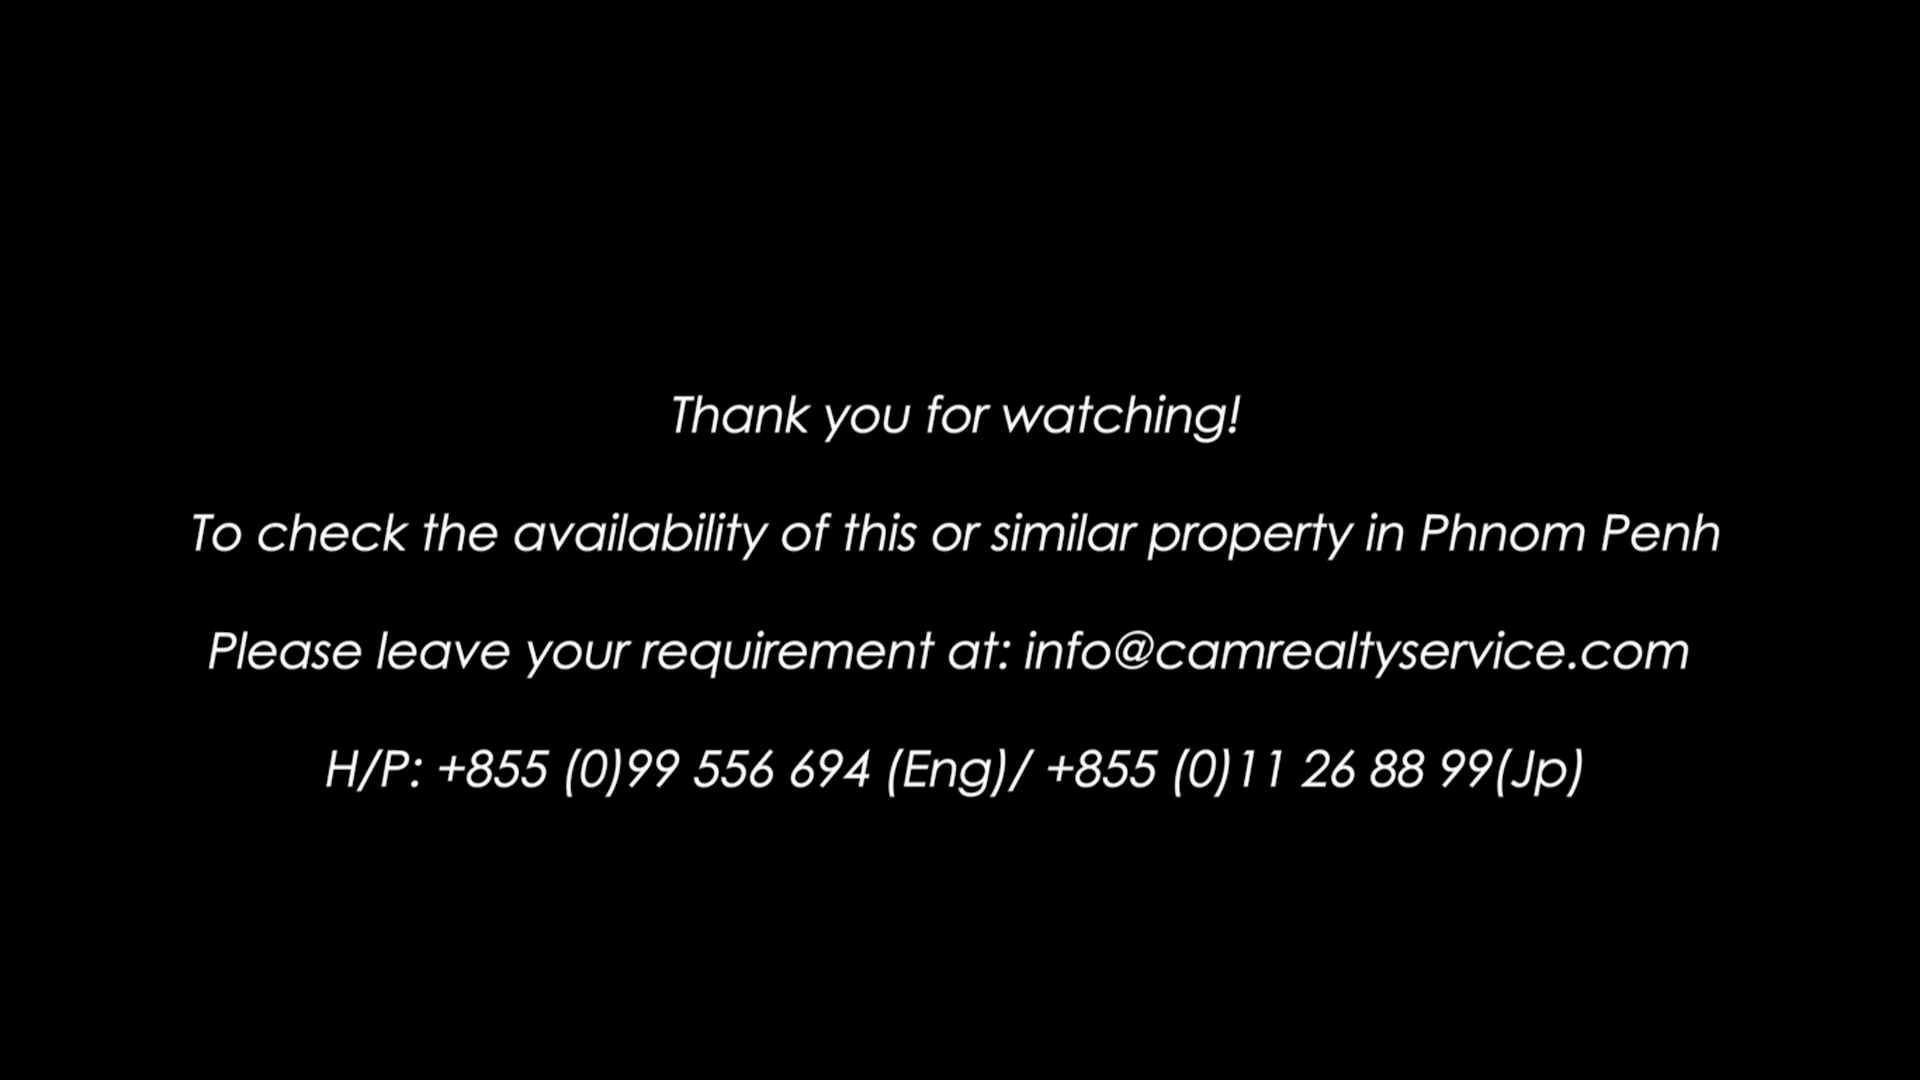 Thank you for watching!
To check the availability of this or similar property in Phnom Penh
Please leave your requirement at: info@camrealtyservice.com
H/P: +855 (0)99 556 694 (Eng)/ +855 (0)11 26 88 99(Jp)